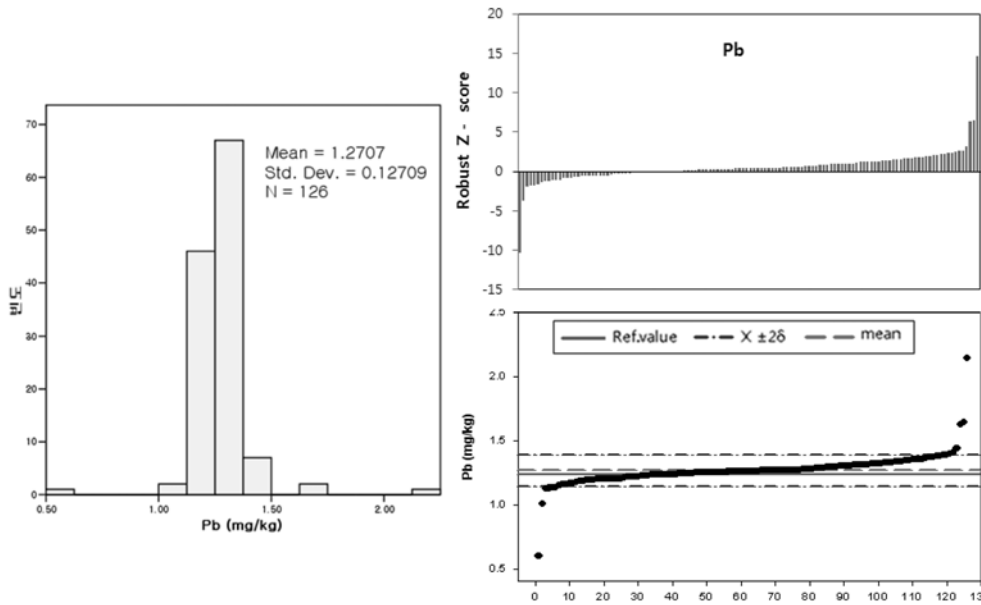 Mean = 1.2707
Std. Dev. = 0.12709
N = 126
빈도
70
60
50
40
30
20
10
0
0.50 1.00 1.50 2.00
Pb (mg/kg)
Pb
Robust Z - score
20
15
10
5
0
-5
-10
-15
Ref.value X ±2δ mean
Pb (mg/kg)
2.5
2.0
1.5
1.0
0.5
0 10 20 30 40 50 60 70 80 90 100 110 120 13